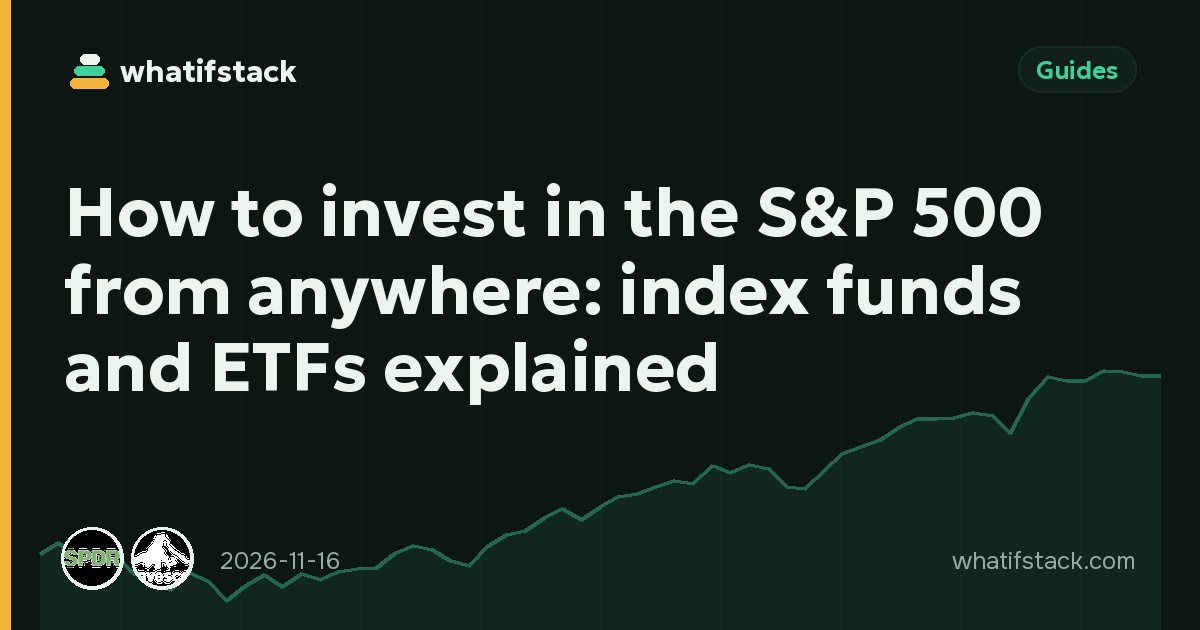 whatifstack
Guides
How to invest in the S&P 500
from anywhere: index funds
and ETFs explained
SPDR
2026-11-16
whatifstack.com